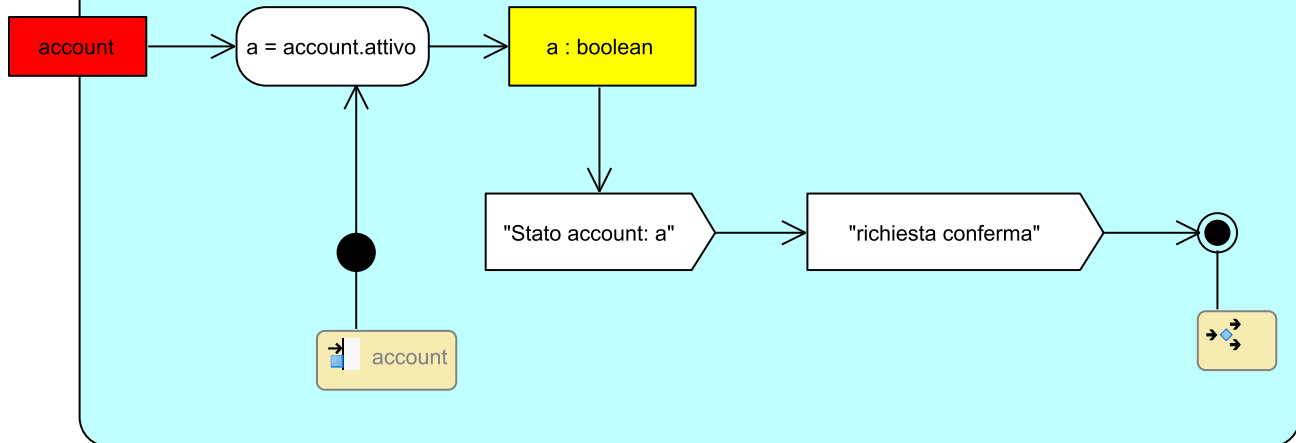 account
a = account.attivo
a : boolean
"Stato account: a"
"richiesta conferma"
account